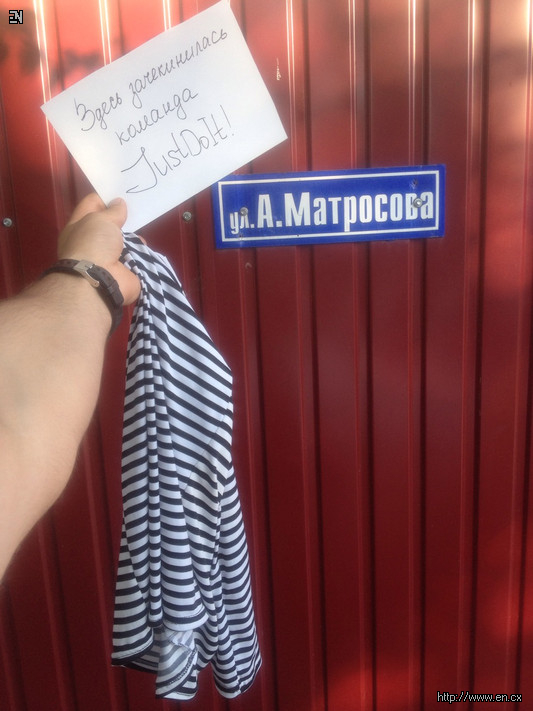 EN
Здесь зачекинилась
команда
JustDoIt!
ул.А.Матросова
http://www.en.cx